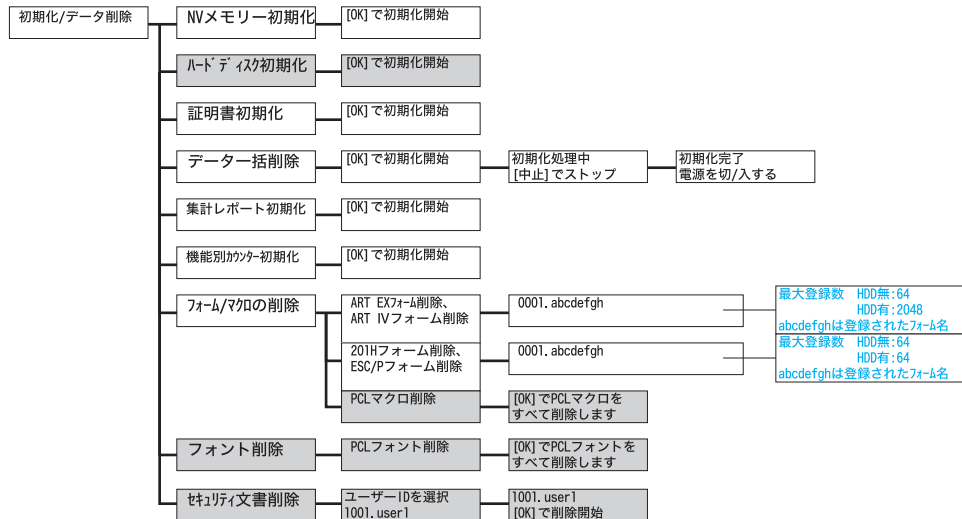 初期化/データ削除
NVメモリー初期化
[OK]で初期化開始
ハードディスク初期化
[OK]で初期化開始
証明書初期化
[OK]で初期化開始
データー括削除
[OK]で初期化開始
初期化処理中
[中止]でストップ
初期化完了
電源を切/入する
集計レポート初期化
[OK]で初期化開始
機能別カウンター初期化
[OK]で初期化開始
フォーム/マクロの削除
ART EXフォーム削除、
ART IVフォーム削除
0001.abcdefgh
最大登録数 HDD無:64
HDD有:2048
abcdefghは登録されたフォーム名
201Hフォーム削除、
ESC/Pフォーム削除
0001.abcdefgh
最大登録数 HDD無:64
HDD有:64
abcdefghは登録されたフォーム名
PCLマクロ削除
[OK]でPCLマクロを
すべて削除します
フォント削除
PCLフォント削除
[OK]でPCLフォントを
すべて削除します
セキュリティ文書削除
ユーザーIDを選択
1001.user1
1001.user1
[OK]で削除開始